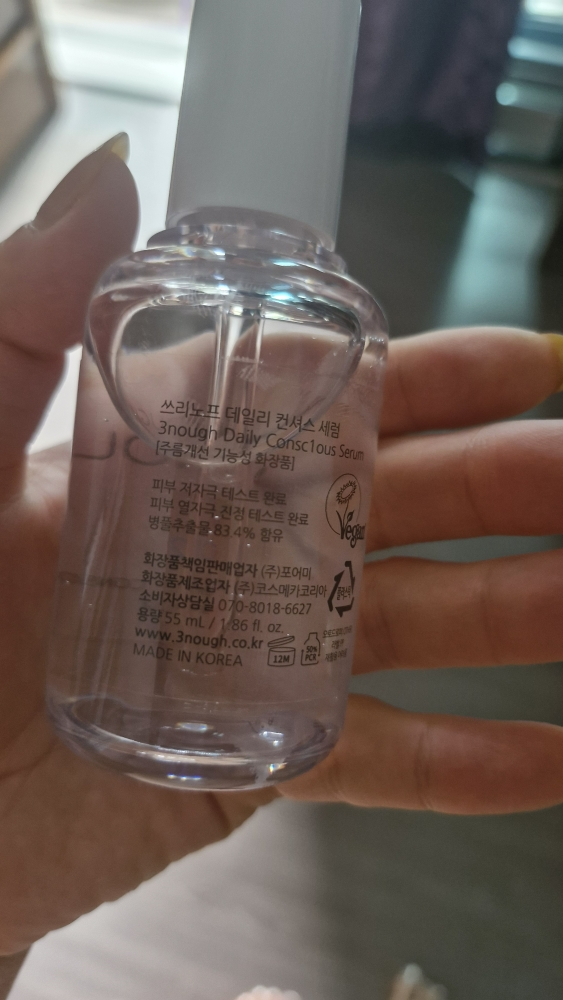 쓰리노프 데일리 컨셔스 세럼
3nough Daily Consc1ous Serum
[주름개선 기능성 화장품]
피부 저자극 테스트 완료
피부 열자극 진정 테스트 완료
병풀추출물 83.4% 함유
Vegan
화장품책임판매업자 (주)포어미
화장품제조업자 (주)코스메카코리아
소비자상담실 070-8018-6627
용량 55 mL / 1.86 fl. oz.
www.3nough.co.kr
MADE IN KOREA
12M
50%
PCR